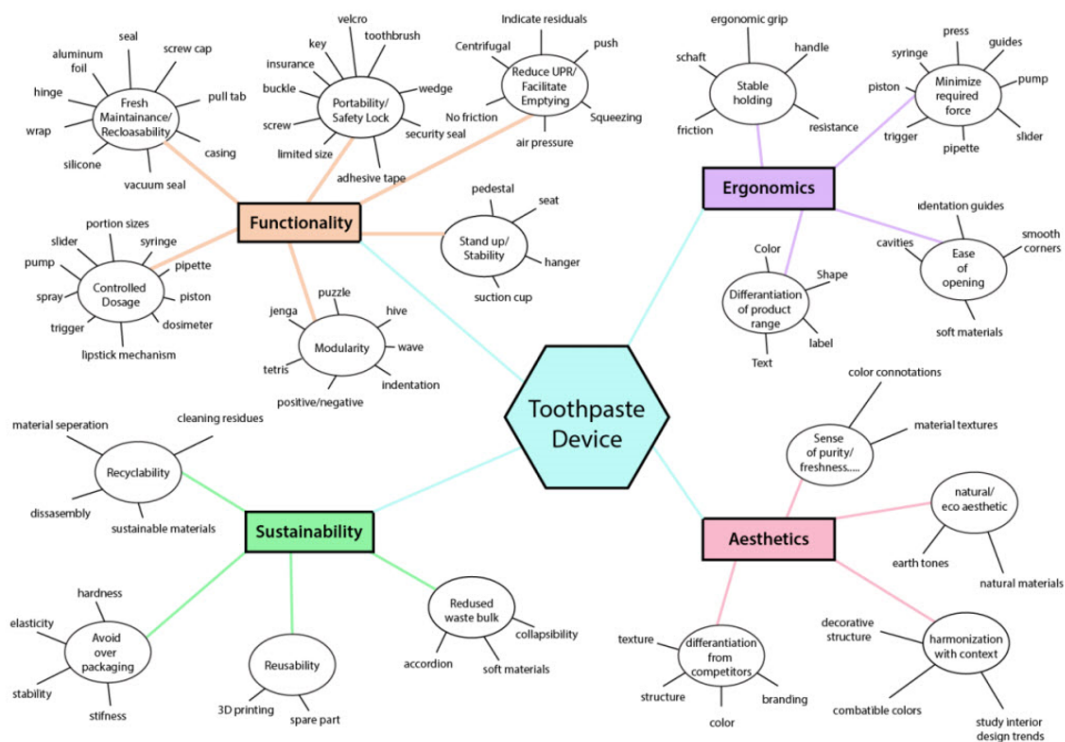 Toothpaste
Device
Functionality
Fresh
Maintainance/
Recloasability
seal
screw cap
aluminum
foil
pull tab
hinge
wrap
casing
silicone
vacuum seal
Portability/
Safety Lock
velcro
toothbrush
key
insurance
buckle
wedge
screw
security seal
limited size
adhesive tape
Reduce UPR/
Facilitate
Emptying
Indicate residuals
Centrifugal
push
No friction
Squeezing
air pressure
Stand up/
Stability
pedestal
seat
hanger
suction cup
Controlled
Dosage
portion sizes
slider
syringe
pump
pipette
spray
piston
trigger
dosimeter
lipstick mechanism
Modularity
puzzle
jenga
hive
wave
tetris
indentation
positive/negative
Ergonomics
Stable
holding
ergonomic grip
schaft
handle
friction
resistance
Minimize
required
force
press
syringe
guides
piston
pump
trigger
slider
pipette
Differantiation
of product
range
Color
Shape
label
Text
Ease
of
opening
identation guides
cavities
smooth
corners
soft materials
Sustainability
Recyclability
material seperation
cleaning residues
dissasembly
sustainable materials
Avoid
over
packaging
hardness
elasticity
stability
stifness
Reusability
3D printing
spare part
Redused
waste bulk
collapsibility
accordion
soft materials
Aesthetics
Sense
of purity/
freshness.....
color connotations
material textures
natural/
eco aesthetic
earth tones
natural materials
differentiation
from
competitors
texture
structure
color
branding
harmonization
with context
decorative
structure
combatible colors
study interior
design trends